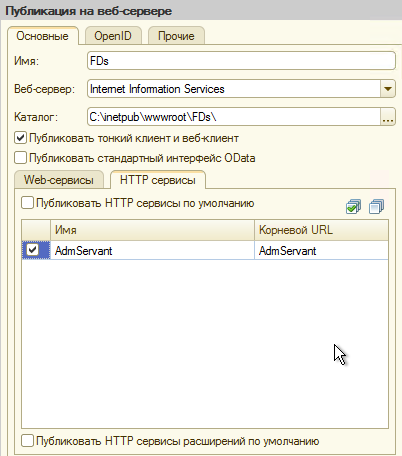 Публикация на веб-сервере
Основные OpenID Прочие
Имя: FDs
Веб-сервер: Internet Information Services
Каталог: C:\inetpub\wwwroot\FDs\ ...
Публиковать тонкий клиент и веб-клиент
Публиковать стандартный интерфейс OData
Web-сервисы HTTP сервисы
Публиковать HTTP сервисы по умолчанию
Имя Корневой URL
AdmServant AdmServant
Публиковать HTTP сервисы расширений по умолчанию